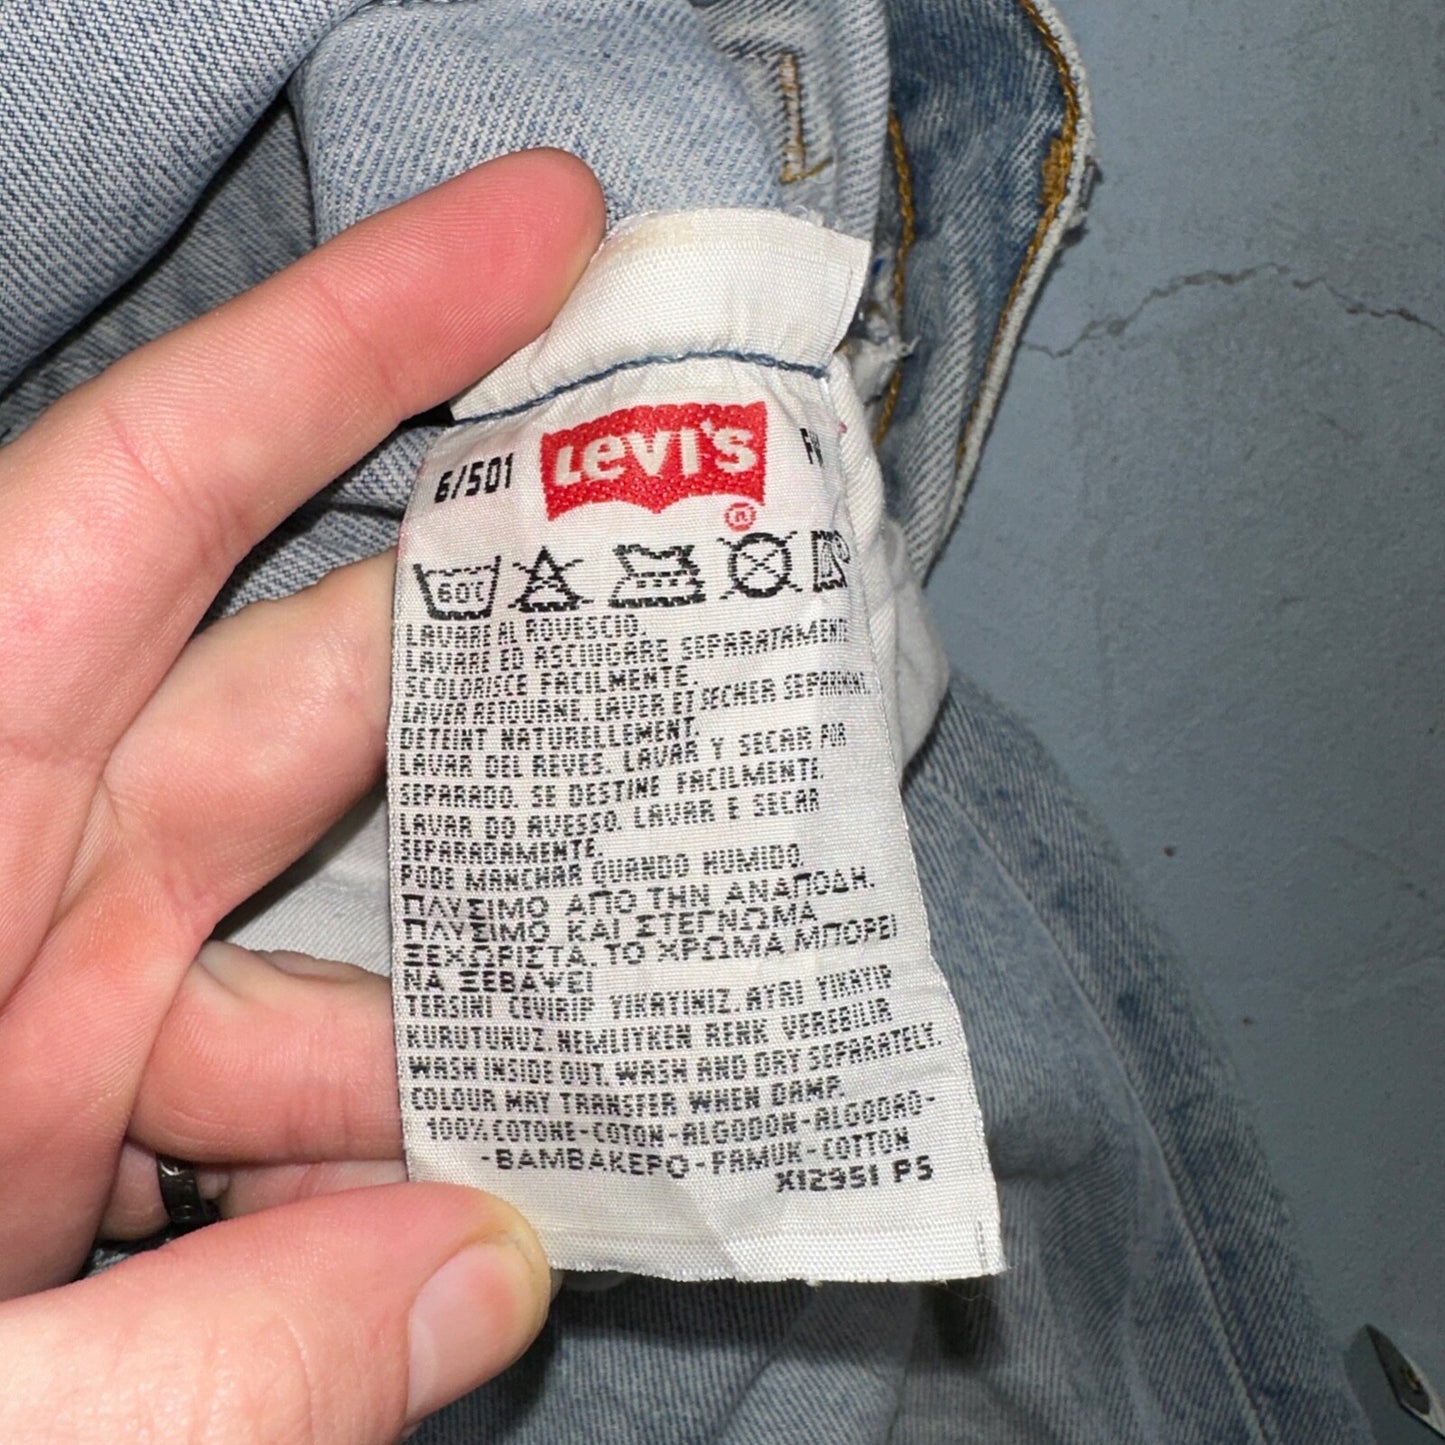 6/501 Levi's ®
60C
LAVARE AL ROVESCIO.
LAVARE ED ASCIUGARE SEPARATAMENTE
SCOLORISCE FACILMENTE.
LAVER RETOURNE. LAVER ET SECHER SEPAREMENT.
DETEINT NATURELLEMENT.
LAVAR DEL REVES. LAVAR Y SECAR POR
SEPARADO. SE DESTINE FACILMENTE.
LAVAR DO AVESSO. LAVAR E SECAR
SEPARADAMENTE.
PODE MANCHAR QUANDO HUMIDO.
ΠΛΥΣΙΜΟ ΑΠΟ ΤΗΝ ΑΝΑΠΟΔΗ.
ΠΛΥΣΙΜΟ ΚΑΙ ΣΤΕΓΝΩΜΑ
ΞΕΧΩΡΙΣΤΑ. ΤΟ ΧΡΩΜΑ ΜΠΟΡΕΙ
ΝΑ ΞΕΒΑΨΕΙ
TERSINI CEVIRIP YIKAYINIZ. AYRI YIKAYIP
KURUTUNUZ. NEMLIYKEN RENK VEREBILIR
WASH INSIDE OUT. WASH AND DRY SEPARATELY.
COLOUR MAY TRANSFER WHEN DAMP.
100% COTONE-COTON-ALGODON-ALGODAO-
-BAMBAKEPO-PAMUK-COTTON
X12951 P5